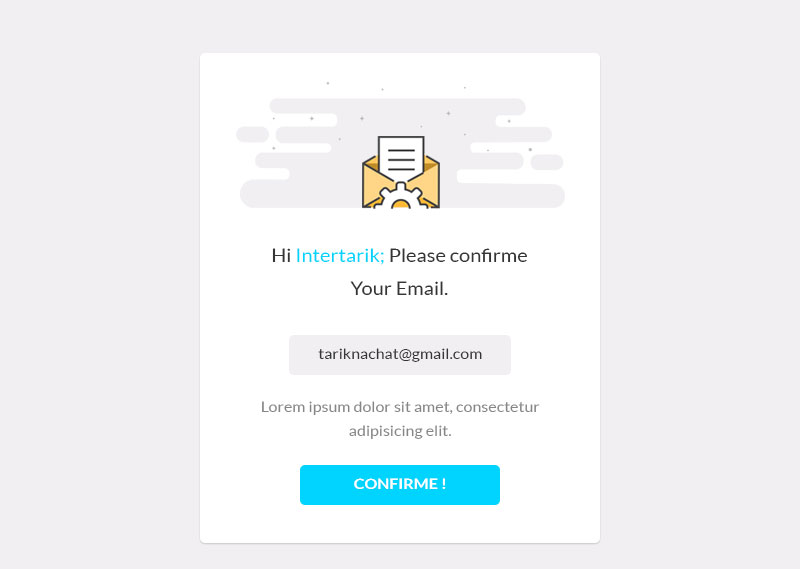 Hi Intertarik; Please confirme
Your Email.
tariknachat@gmail.com
Lorem ipsum dolor sit amet, consectetur
adipisicing elit.
CONFIRME !